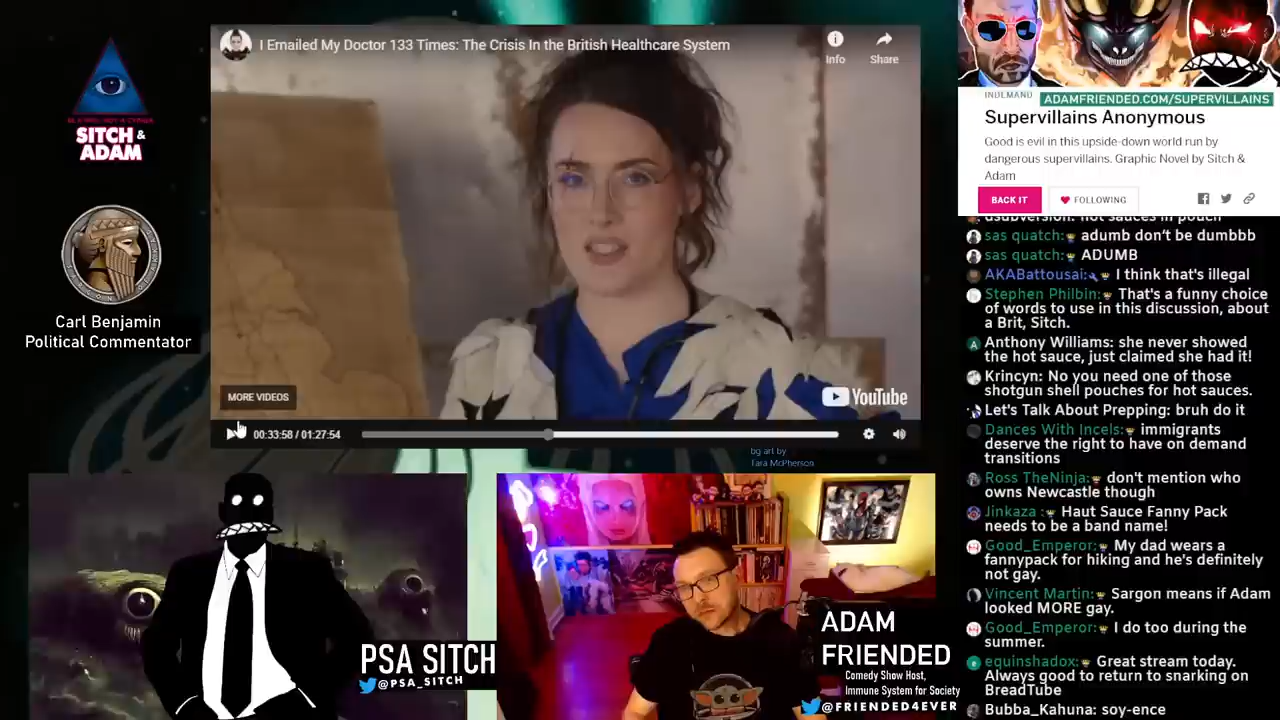 I Emailed My Doctor 133 Times: The Crisis In the British Healthcare System
Info
Share
SITCH &
ADAM
Carl Benjamin
Political Commentator
MORE VIDEOS
YouTube
00:33:58 / 01:27:54
bg art by
Tara McPherson
PSA SITCH
@PSA_SITCH
ADAM
FRIENDED
Comedy Show Host,
Immune System for Society
@FRIENDED4EVER
INDEMAND
ADAMFRIENDED.COM/SUPERVILLAINS
Supervillains Anonymous
Good is evil in this upside-down world run by
dangerous supervillains. Graphic Novel by Sitch &
Adam
BACK IT
FOLLOWING
dsubversion: hot sauces in pouch
sas quatch: adumb don't be dumbbb
sas quatch: ADUMB
AKABattousai: I think that's illegal
Stephen Philbin: That's a funny choice
of words to use in this discussion, about
a Brit, Sitch.
Anthony Williams: she never showed
the hot sauce, just claimed she had it!
Krincyn: No you need one of those
shotgun shell pouches for hot sauces.
Let's Talk About Prepping: bruh do it
Dances With Incels: immigrants
deserve the right to have on demand
transitions
Ross TheNinja: don't mention who
owns Newcastle though
Jinkaza : Haut Sauce Fanny Pack
needs to be a band name!
Good_Emperor: My dad wears a
fannypack for hiking and he's definitely
not gay.
Vincent Martin: Sargon means if Adam
looked MORE gay.
Good_Emperor: I do too during the
summer.
equinshadox: Great stream today.
Always good to return to snarking on
BreadTube
Bubba_Kahuna: soy-ence